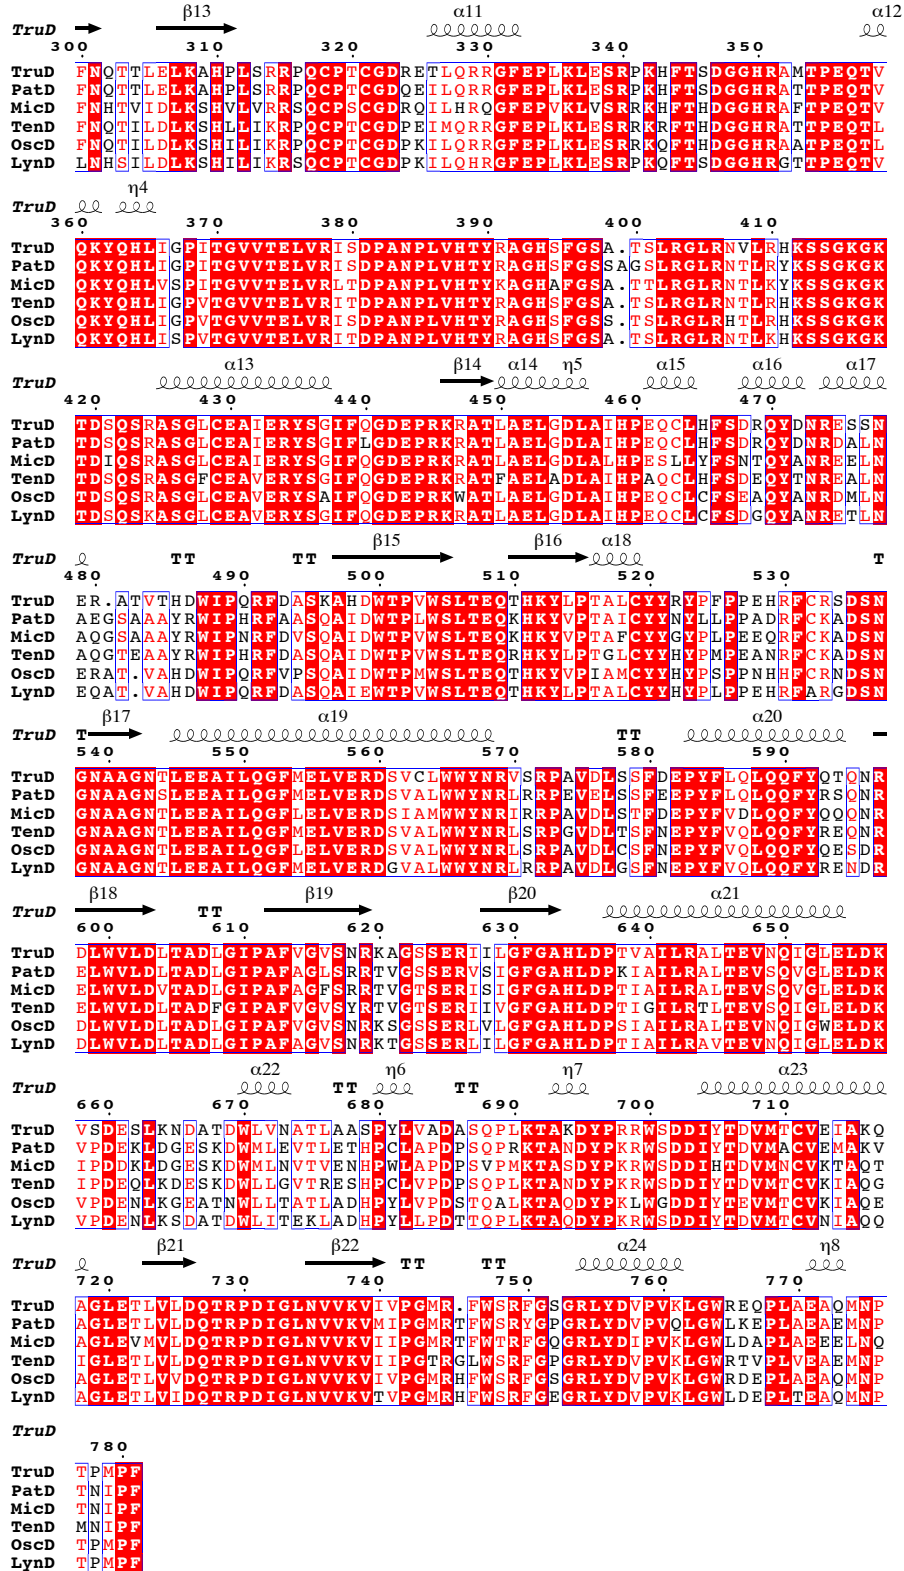 β13 α11 α12
TruD
300 310 320 330 340 350
TruD FNQTTLELKAHPLSRRPQCPTCGDRETLQRRGFEPLKLESRPKHFTSDGGHRAMTPEQTV
PatD FNQTTLELKAHPLSRRPQCPTCGDQEILQRRGFEPLKLESRPKHFTSDGGHRATTPEQTV
MicD FNHTVIDLKSHVLVRRSQCPSCGDRQILHRQGFEPVKLVSRRKHFTHDGGHRAFTPEQTV
TenD FNQTILDLKSHLLIKRPQCPTCGDPEIMQRRGFEPLKLESRRKRFTHDGGHRATTPEQTL
OscD FNQTILDLKSHILIKRPQCPTCGDPKILQRRGFEPLKLESRRKQFTHDGGHRAATPEQTL
LynD LNHSILDLKSHILIKRSQCPTCGDPKILQHRGFEPLKLESRPKQFTHDGGHRGTTPEQTV
η4
TruD
360 370 380 390 400 410
TruD QKYQHLIGPITGVVTELVRISDPANPLVHTYRAGHSFGSA.TSLRGLRNVLRHKSSGKGK
PatD QKYQHLIGPITGVVTELVRISDPANPLVHTYRAGHSFGSSAGSLRGLRNTLRYKSSGKGK
MicD QKYQHLVSPITGVVTELVRLTDPANPLVHTYKAGHAFGSA.TTLRGLRNTLKYKSSGKGK
TenD QKYQHLIGPVTGVVTELVRITDPANPLVHTYRAGHSFGSA.TSLRGLRNTLRHKSSGKGK
OscD QKYQHLIGPVTGVVTELVRISDPANPLVHTYRAGHSFGSS.TSLRGLRHTLRHKSSGKGK
LynD QKYQHLISPVTGVVTELVRITDPANPLVHTYRAGHSFGSA.TSLRGLRNTLKHKSSGKGK
α13 β14 α14 η5 α15 α16 α17
TruD
420 430 440 450 460 470
TruD TDSQSRASGLCEAIERYSGIFQGDEPRKRATLAELGDLAIHPEQCLHFSDRQYDNRESSN
PatD TDSQSRASGLCEAIERYSGIFLGDEPRKRATLAELGDLAIHPEQCLHFSDRQYDNRDALN
MicD TDIQSRASGLCEAIERYSGIFQGDEPRKRATLAELGDLALHPESLLYFSNTQYANREELN
TenD TDSQSRASGFCEAVERYSGIFQGDEPRKRATFAELADLAIHPAQCLHFSDEQYTNREALN
OscD TDSQSRASGLCEAVERYSAIFQGDEPRKWATLAELGDLAIHPEQCLCFSEAQYANRDMLN
LynD TDSQSKASGLCEAVERYSGIFQGDEPRKRATLAELGDLAIHPEQCLCFSDGQYANRETLN
TT TT β15 β16 α18 T
TruD
480 490 500 510 520 530
TruD ER.ATVTHDWIPQRFDASKAHDWTPVWSLTEQTHKYLPTALCYYRYPFPPEHRFCRSDSN
PatD AEGSAAAYRWIPHRFAASQAIDWTPLWSLTEQKHKYVPTAICYYNYLLPPADRFCKADSN
MicD AQGSAAAYRWIPNRFDVSQAIDWTPVWSLTEQKHKYVPTAFCYYGYPLPEEQRFCKADSN
TenD AQGTEAAYRWIPHRFDASQAIDWTPVWSLTEQRHKYLPTGLCYYHYPMPEANRFCKADSN
OscD ERAT.VAHDWIPQRFVPSQAIDWTPMWSLTEQTHKYVPIAMCYYHYPSPPNHHFCRNDSN
LynD EQAT.VAHDWIPQRFDASQAIEWTPVWSLTEQTHKYLPTALCYYHYPLPPEHRFARGDSN
β17 α19 TT α20
TruD T
540 550 560 570 580 590
TruD GNAAGNTLEEAILQGFMELVERDSVCLWWYNRVSRPAVDLSSFDEPYFLQLQQFYQTQNR
PatD GNAAGNSLEEAILQGFMELVERDSVALWWYNRLRRPEVELSSFEEPYFLQLQQFYRSQNR
MicD GNAAGNTLEEAILQGFLELVERDSIAMWWYNRIRRPAVDLSTFDEPYFVDLQQFYQQQNR
TenD GNAAGNTLEEAILQGFMELVERDSVALWWYNRLSRPGVDLTSFNEPYFVQLQQFYREQNR
OscD GNAAGNTLEEAILQGFLELVERDSVALWWYNRLSRPAVDLCSFNEPYFVQLQQFYQESDR
LynD GNAAGNTLEEAILQGFMELVERDGVALWWYNRLRRPAVDLGSFNEPYFVQLQQFYRENDR
β18 TT β19 β20 α21
TruD
600 610 620 630 640 650
TruD DLWVLDLTADLGIPAFVGVSNRKAGSSERIILGFGAHLDPTVAILRALTEVNQIGLELDK
PatD ELWVLDLTADLGIPAFAGLSRRTVGSSERVSIGFGAHLDPKIAILRALTEVSQVGLELDK
MicD ELWVLDVTADLGIPAFAGFSRRTVGTSERISIGFGAHLDPTIAILRALTEVSQVGLELDK
TenD ELWVLDLTADFGIPAFVGVSYRTVGTSERIIVGFGAHLDPTIGILRTLTEVSQIGLELDK
OscD DLWVLDLTADLGIPAFVGVSNRKSGSSERLVLGFGAHLDPSIAILRALTEVNQIGWELDK
LynD DLWVLDLTADLGIPAFAGVSNRKTGSSERLILGFGAHLDPTIAILRAVTEVNQIGLELDK
α22 TT η6 TT η7 α23
TruD
660 670 680 690 700 710
TruD VSDESLKNDATDWLVNATLAASPYLVADASQPLKTAKDYPRRWSDDIYTDVMTCVEIAKQ
PatD VPDEKLDGESKDWMLEVTLETHPCLAPDPSQPRKTANDYPKRWSDDIYTDVMACVEMAKV
MicD IPDDKLDGESKDWMLNVTVENHPWLAPDPSVPMKTASDYPKRWSDDIHTDVMNCVKTAQT
TenD IPDEQLKDESKDWLLGVTRESHPCLVPDPSQPLKTANDYPKRWSDDIYTDVMTCVKIAQG
OscD VPDENLKGEATNWLLTATLADHPYLVPDSTQALKTAQDYPKLWGDDIYTEVMTCVKIAQE
LynD VPDENLKSDATDWLITEKLADHPYLLPDTTQPLKTAQDYPKRWSDDIYTDVMTCVNIAQQ
β21 β22 TT TT α24 η8
TruD
720 730 740 750 760 770
TruD AGLETLVLDQTRPDIGLNVVKVIVPGMR.FWSRFGSGRLYDVPVKLGWREQPLAEAQMNP
PatD AGLETLVLDQTRPDIGLNVVKVMIPGMRTFWSRYGPGRLYDVPVQLGWLKEPLAEAEMNP
MicD AGLEVMVLDQTRPDIGLNVVKVIIPGMRTFWTRFGQGRLYDIPVKLGWLDAPLAEEELNQ
TenD IGLETLVLDQTRPDIGLNVVKVIIPGTRGLWSRFGPGRLYDVPVKLGWRTVPLVEAEMNP
OscD AGLETLVVDQTRPDIGLNVVKVIVPGMRHFWSRFGSGRLYDVPVKLGWRDEPLAEAQMNP
LynD AGLETLVIDQTRPDIGLNVVKVTVPGMRHFWSRFGEGRLYDVPVKLGWLDEPLTEAQMNP
TruD
780
TruD TPMPF
PatD TNIPF
MicD TNIPF
TenD MNIPF
OscD TPMPF
LynD TPMPF